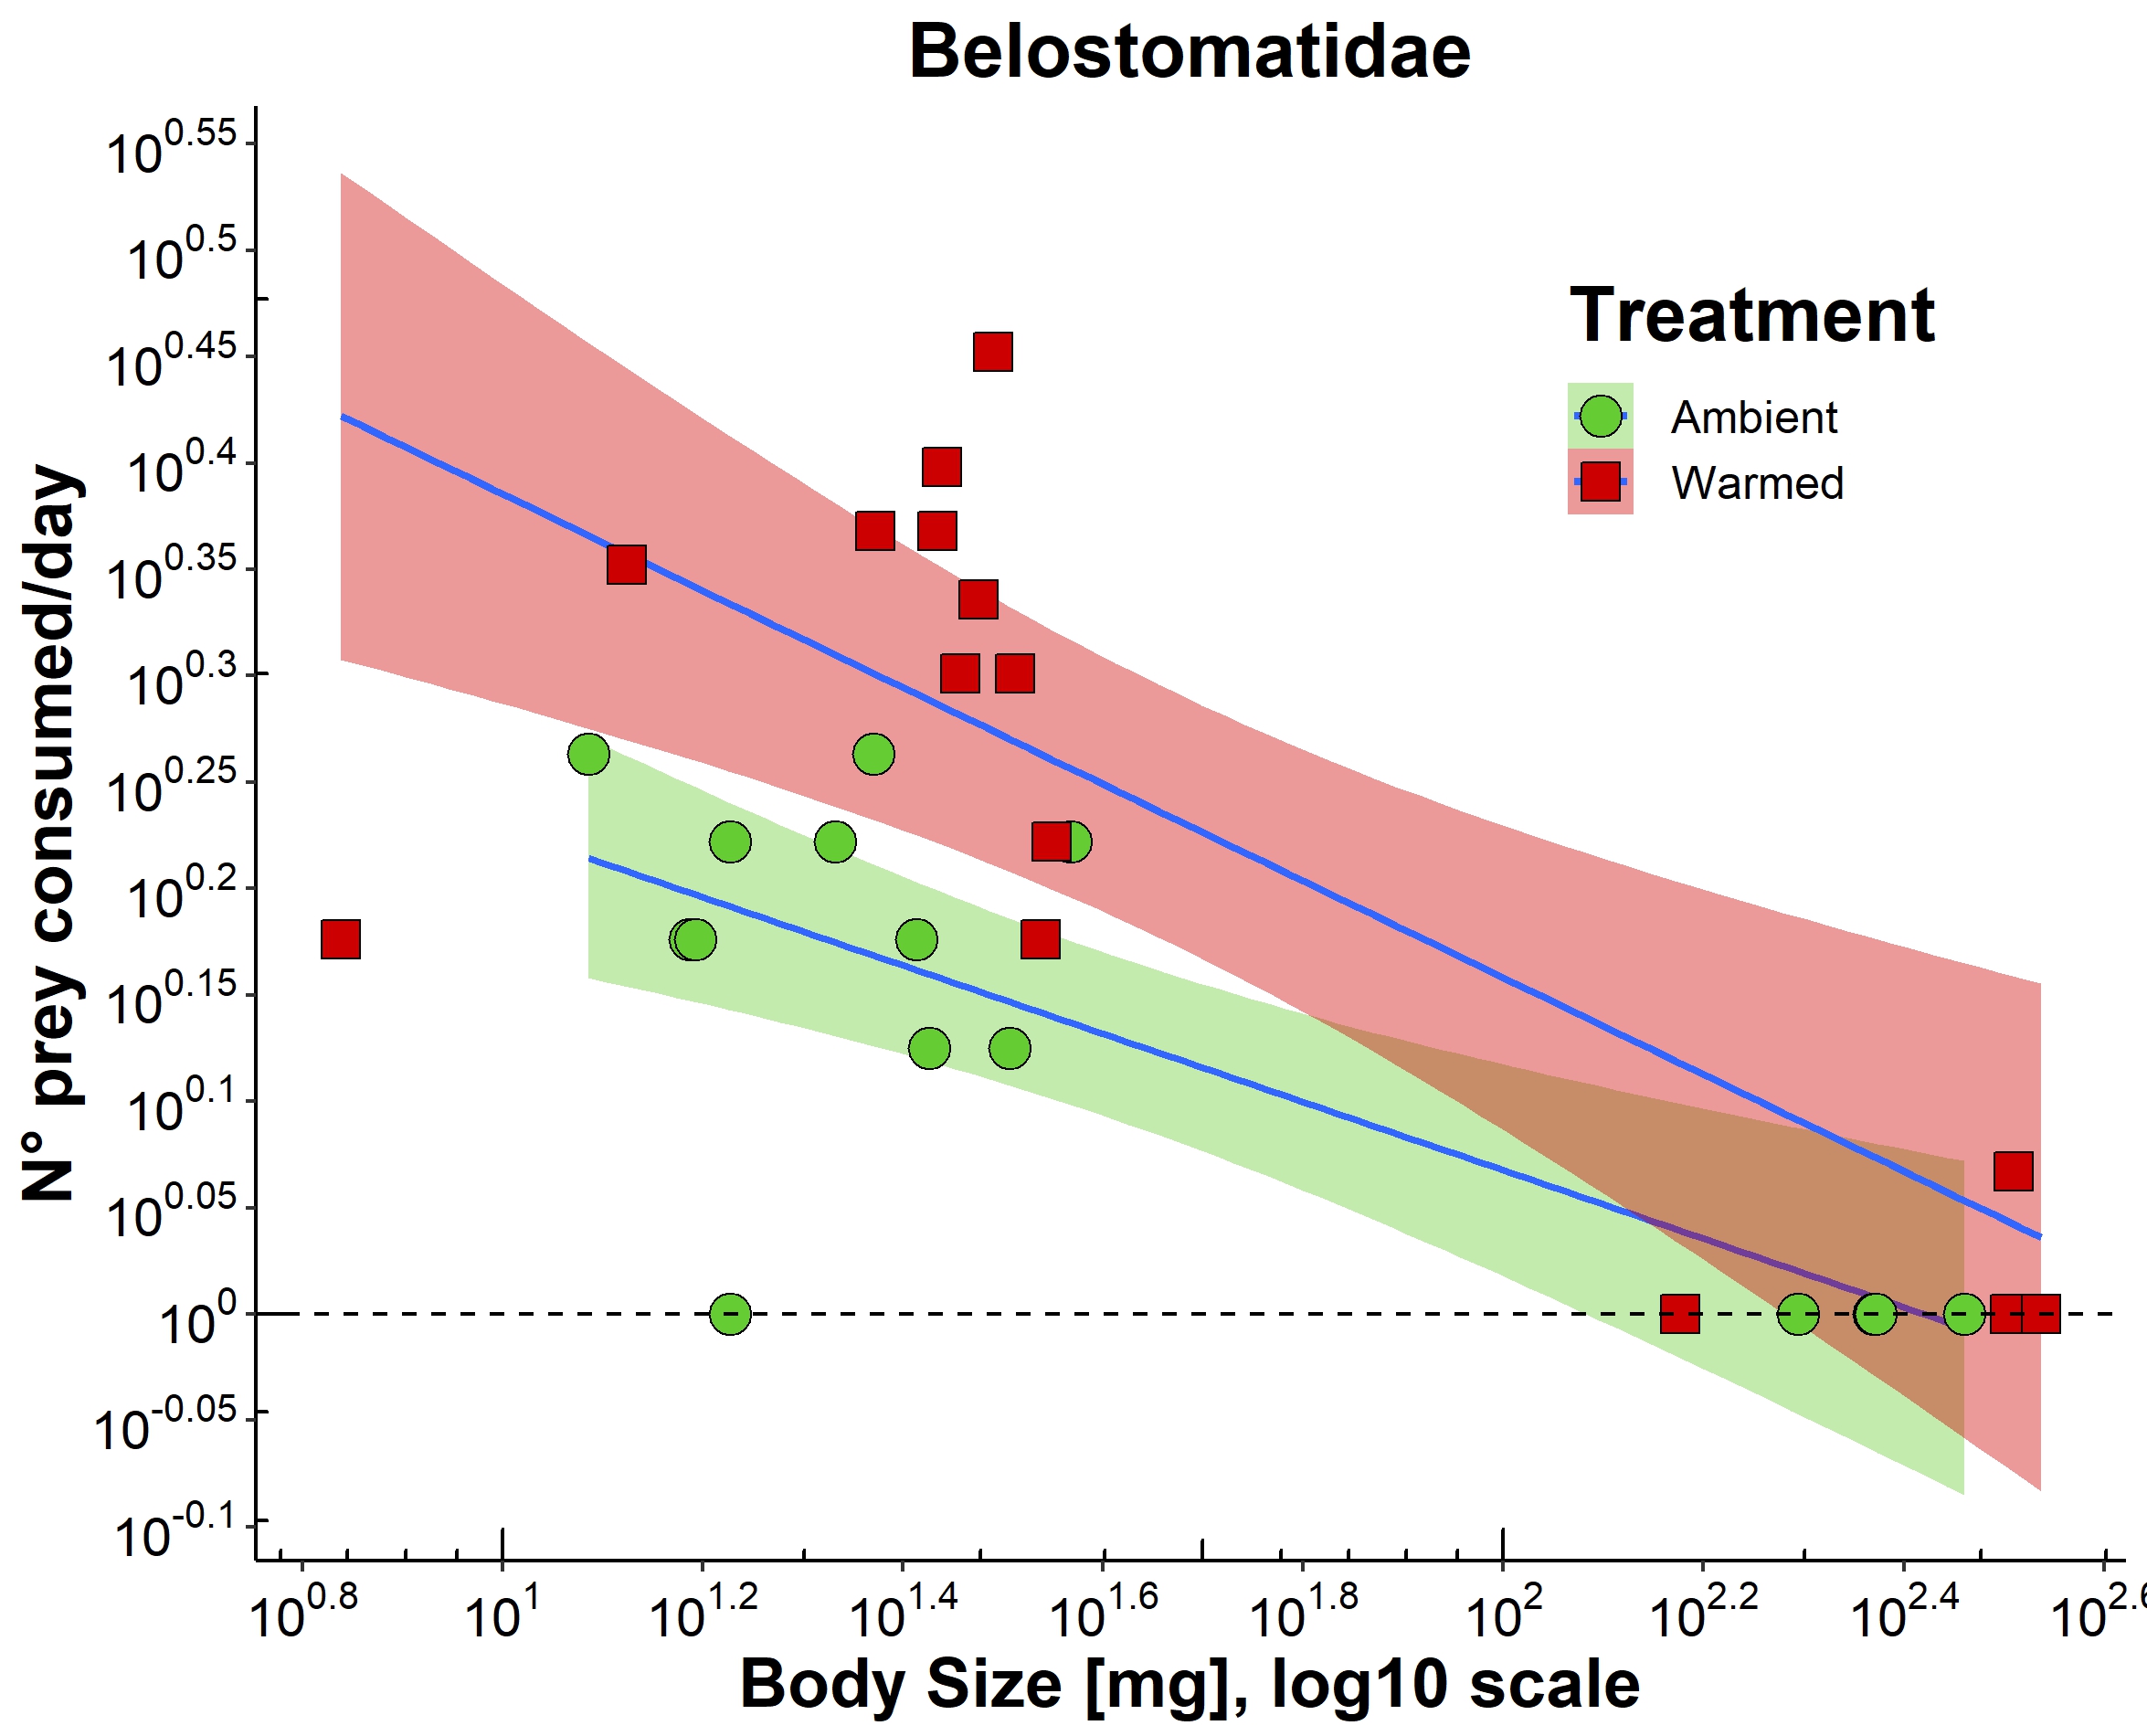 Belostomatidae
N° prey consumed/day
10^0.55
10^0.5
10^0.45
10^0.4
10^0.35
10^0.3
10^0.25
10^0.2
10^0.15
10^0.1
10^0.05
10^0
10^-0.05
10^-0.1
Treatment
Ambient
Warmed
10^0.8 10^1 10^1.2 10^1.4 10^1.6 10^1.8 10^2 10^2.2 10^2.4 10^2.6
Body Size [mg], log10 scale